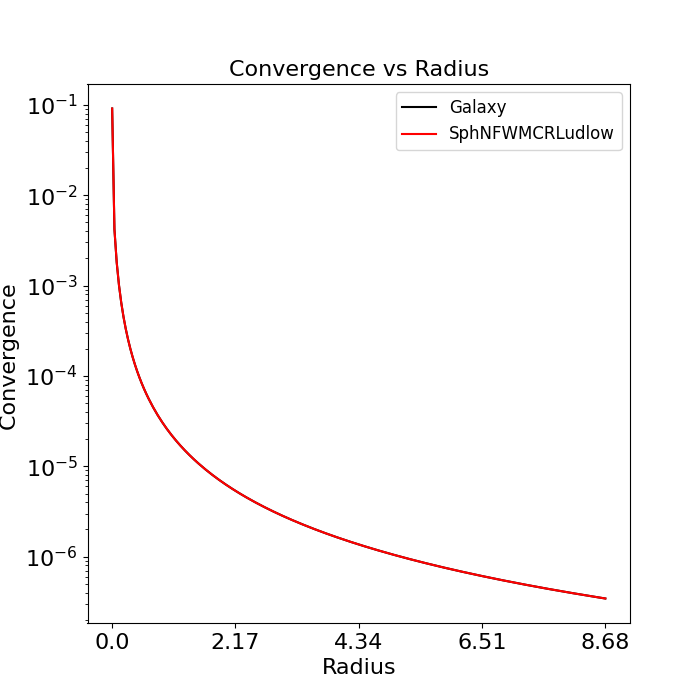 Convergence vs Radius
Galaxy
SphNFWMCRLudlow
Convergence
10⁻¹
10⁻²
10⁻³
10⁻⁴
10⁻⁵
10⁻⁶
0.0 2.17 4.34 6.51 8.68
Radius